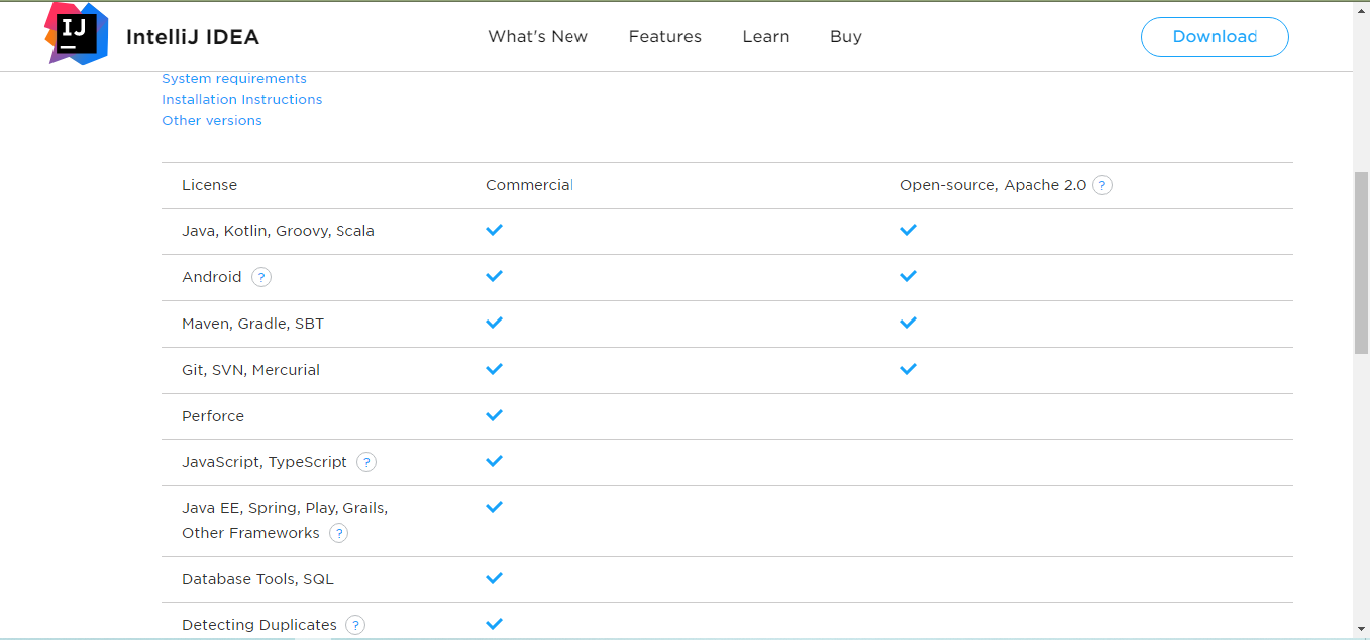 IJ
IntelliJ IDEA
What's New
Features
Learn
Buy
Download
System requirements
Installation Instructions
Other versions
License Commercial Open-source, Apache 2.0 ?
Java, Kotlin, Groovy, Scala
Android ?
Maven, Gradle, SBT
Git, SVN, Mercurial
Perforce
JavaScript, TypeScript ?
Java EE, Spring, Play, Grails,
Other Frameworks ?
Database Tools, SQL
Detecting Duplicates ?